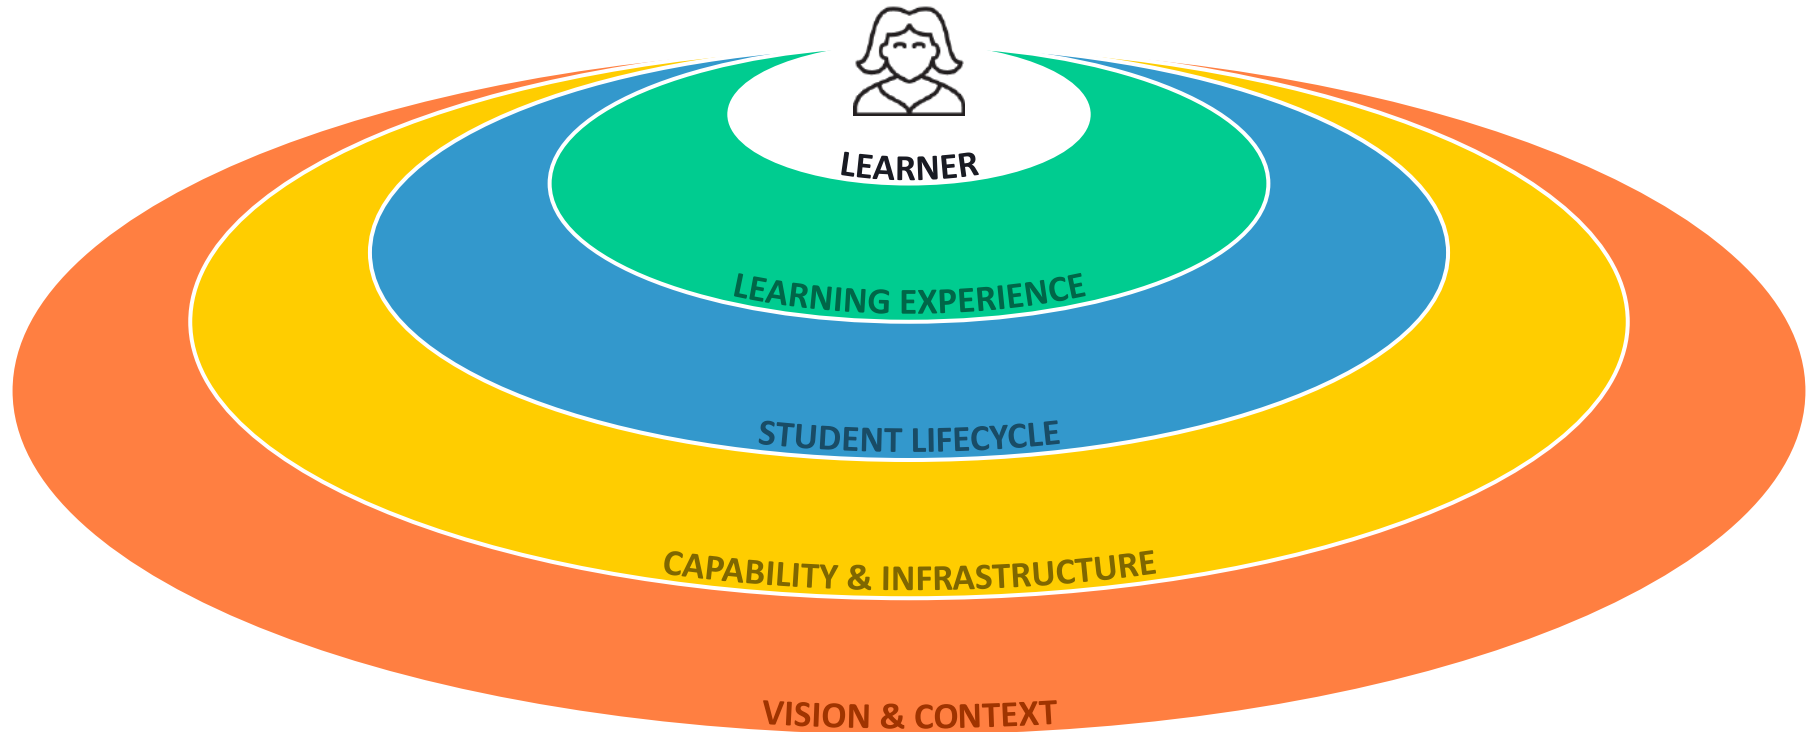 LEARNER
LEARNING EXPERIENCE
STUDENT LIFECYCLE
CAPABILITY & INFRASTRUCTURE
VISION & CONTEXT